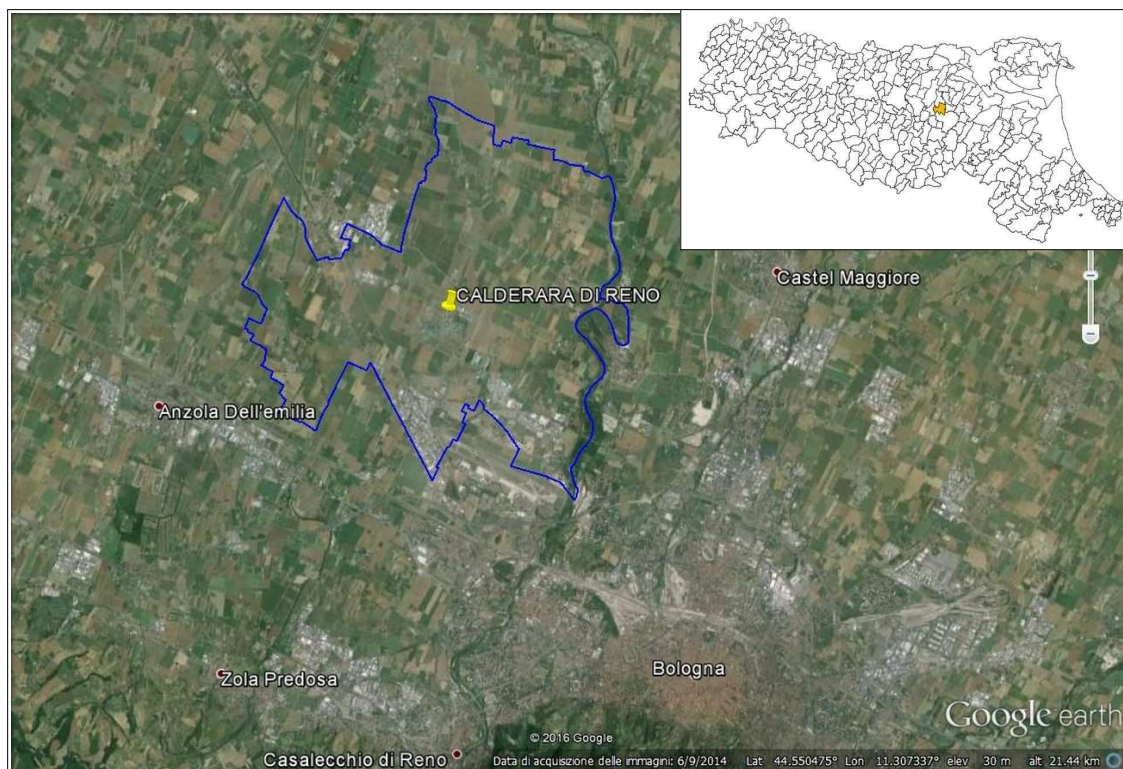 Castel Maggiore
CALDERARA DI RENO
Anzola Dell'emilia
Bologna
Zola Predosa
Google earth
© 2016 Google
Casalecchio di Reno
Data di acquisizione delle immagini: 6/9/2014 Lat 44.550475° Lon 11.307337° elev 30 m alt 21.44 km